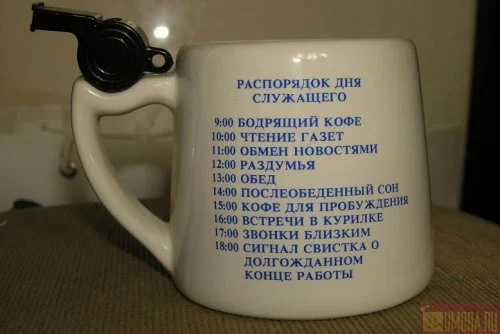 РАСПОРЯДОК ДНЯ
СЛУЖАЩЕГО
9:00 БОДРЯЩИЙ КОФЕ
10:00 ЧТЕНИЕ ГАЗЕТ
11:00 ОБМЕН НОВОСТЯМИ
12:00 РАЗДУМЬЯ
13:00 ОБЕД
14:00 ПОСЛЕОБЕДЕННЫЙ СОН
15:00 КОФЕ ДЛЯ ПРОБУЖДЕНИЯ
16:00 ВСТРЕЧИ В КУРИЛКЕ
17:00 ЗВОНКИ БЛИЗКИМ
18:00 СИГНАЛ СВИСТКА О
ДОЛГОЖДАННОМ
КОНЦЕ РАБОТЫ
UMORA.RU